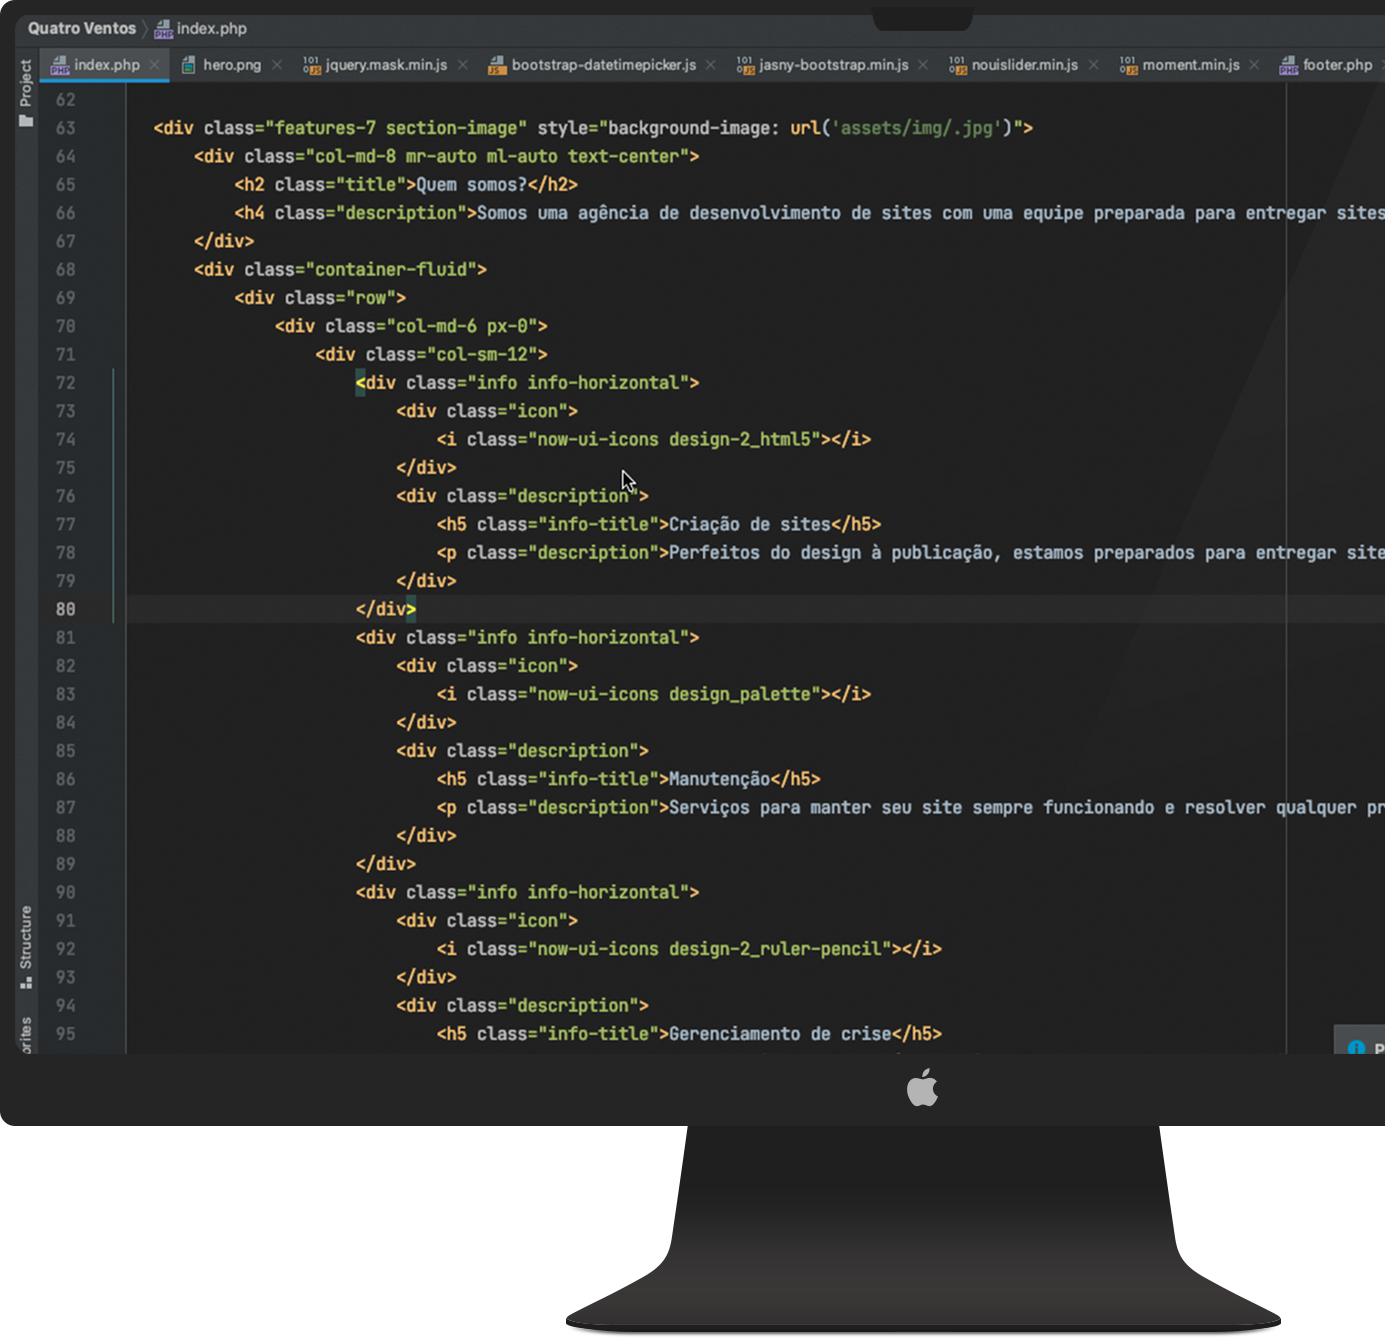 Quatro Ventos index.php
index.php hero.png jquery.mask.min.js bootstrap-datetimepicker.js jasny-bootstrap.min.js nouislider.min.js moment.min.js footer.php
Project
62
63 <div class="features-7 section-image" style="background-image: url('assets/img/.jpg')">
64 <div class="col-md-8 mr-auto ml-auto text-center">
65 <h2 class="title">Quem somos?</h2>
66 <h4 class="description">Somos uma agência de desenvolvimento de sites com uma equipe preparada para entregar sites
67 </div>
68 <div class="container-fluid">
69 <div class="row">
70 <div class="col-md-6 px-0">
71 <div class="col-sm-12">
72 <div class="info info-horizontal">
73 <div class="icon">
74 <i class="now-ui-icons design-2_html5"></i>
75 </div>
76 <div class="description">
77 <h5 class="info-title">Criação de sites</h5>
78 <p class="description">Perfeitos do design à publicação, estamos preparados para entregar site
79 </div>
80 </div>
81 <div class="info info-horizontal">
82 <div class="icon">
83 <i class="now-ui-icons design_palette"></i>
84 </div>
85 <div class="description">
86 <h5 class="info-title">Manutenção</h5>
87 <p class="description">Serviços para manter seu site sempre funcionando e resolver qualquer pr
88 </div>
89 </div>
90 <div class="info info-horizontal">
91 <div class="icon">
92 <i class="now-ui-icons design-2_ruler-pencil"></i>
93 </div>
94 <div class="description">
95 <h5 class="info-title">Gerenciamento de crise</h5>
Structure
orites
P